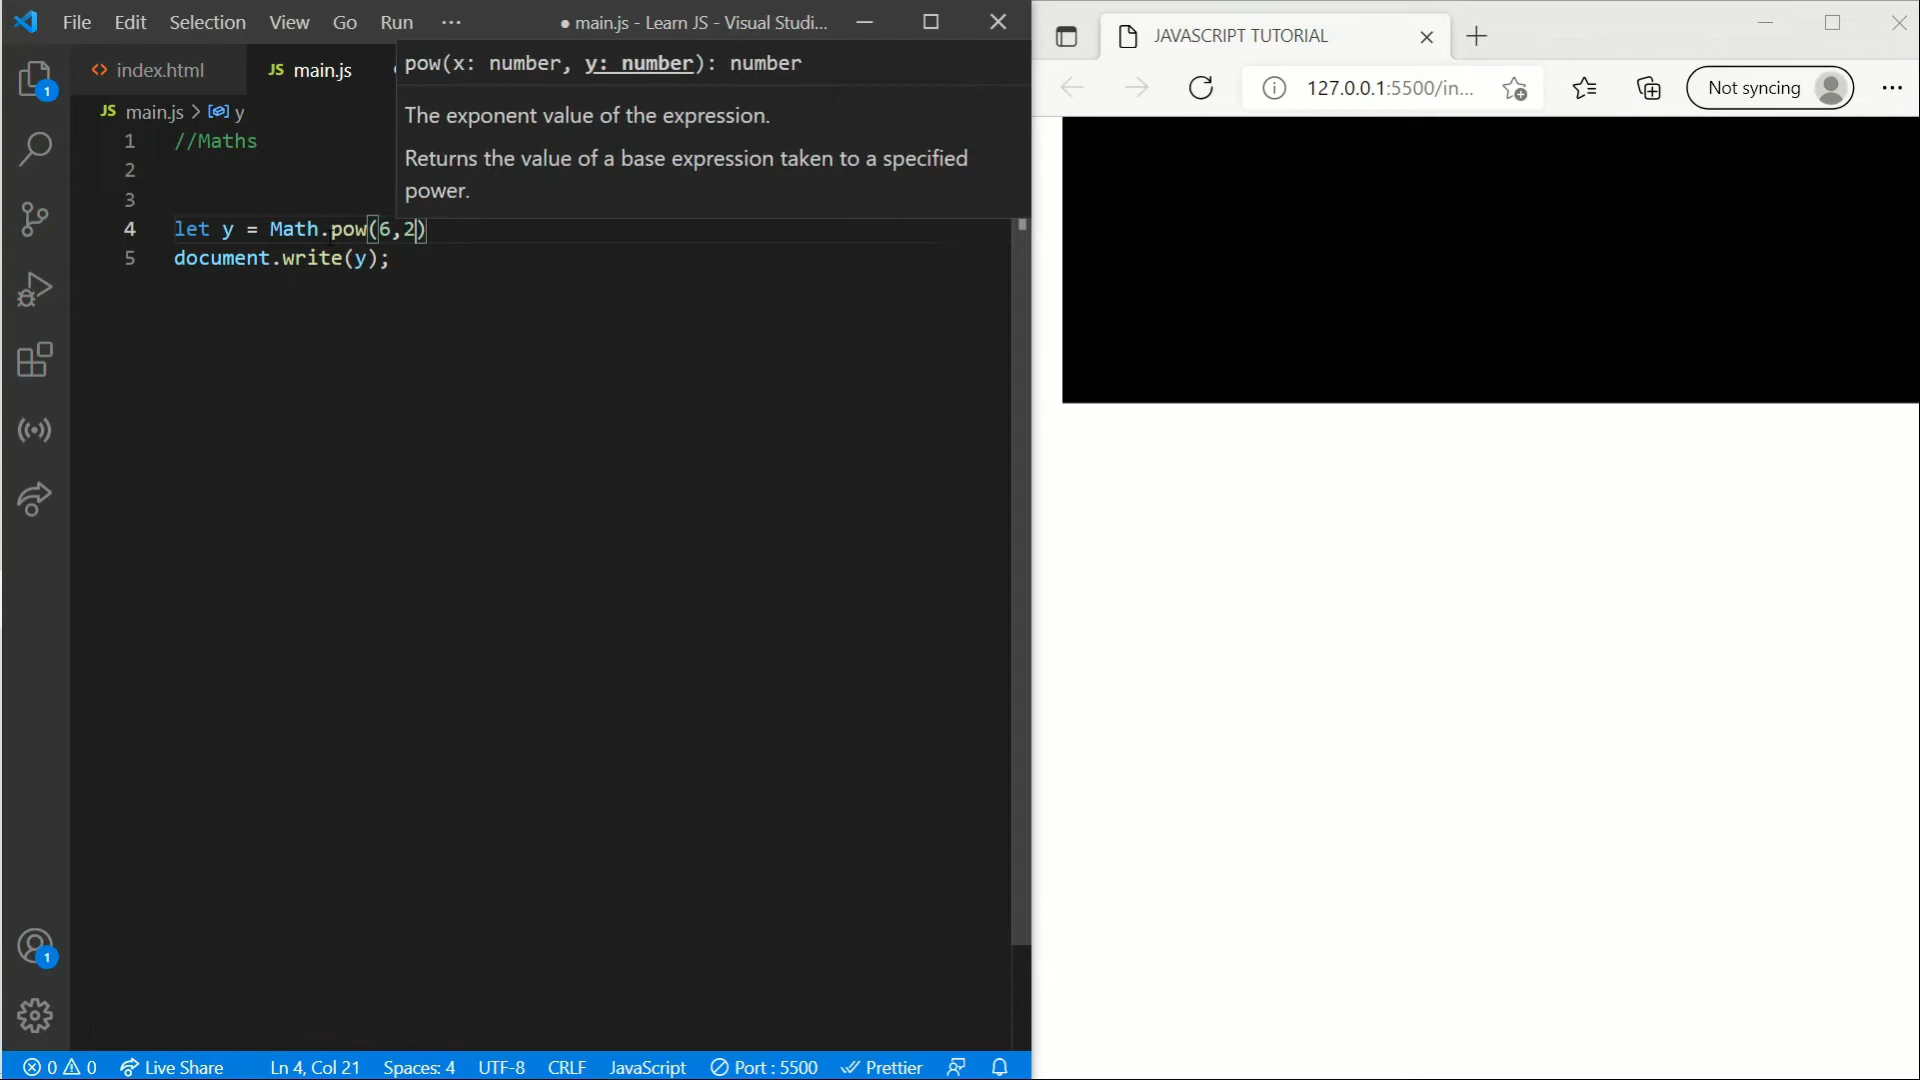 File Edit Selection View Go Run ··· ● main.js - Learn JS - Visual Studi...
index.html JS main.js
JS main.js > y
pow(x: number, y: number): number
The exponent value of the expression.
Returns the value of a base expression taken to a specified
power.
1 //Maths
2
3
4 let y = Math.pow(6,2)
5 document.write(y);
1
1
0 0 Live Share Ln 4, Col 21 Spaces: 4 UTF-8 CRLF JavaScript Port : 5500 Prettier
JAVASCRIPT TUTORIAL
127.0.0.1:5500/in... Not syncing